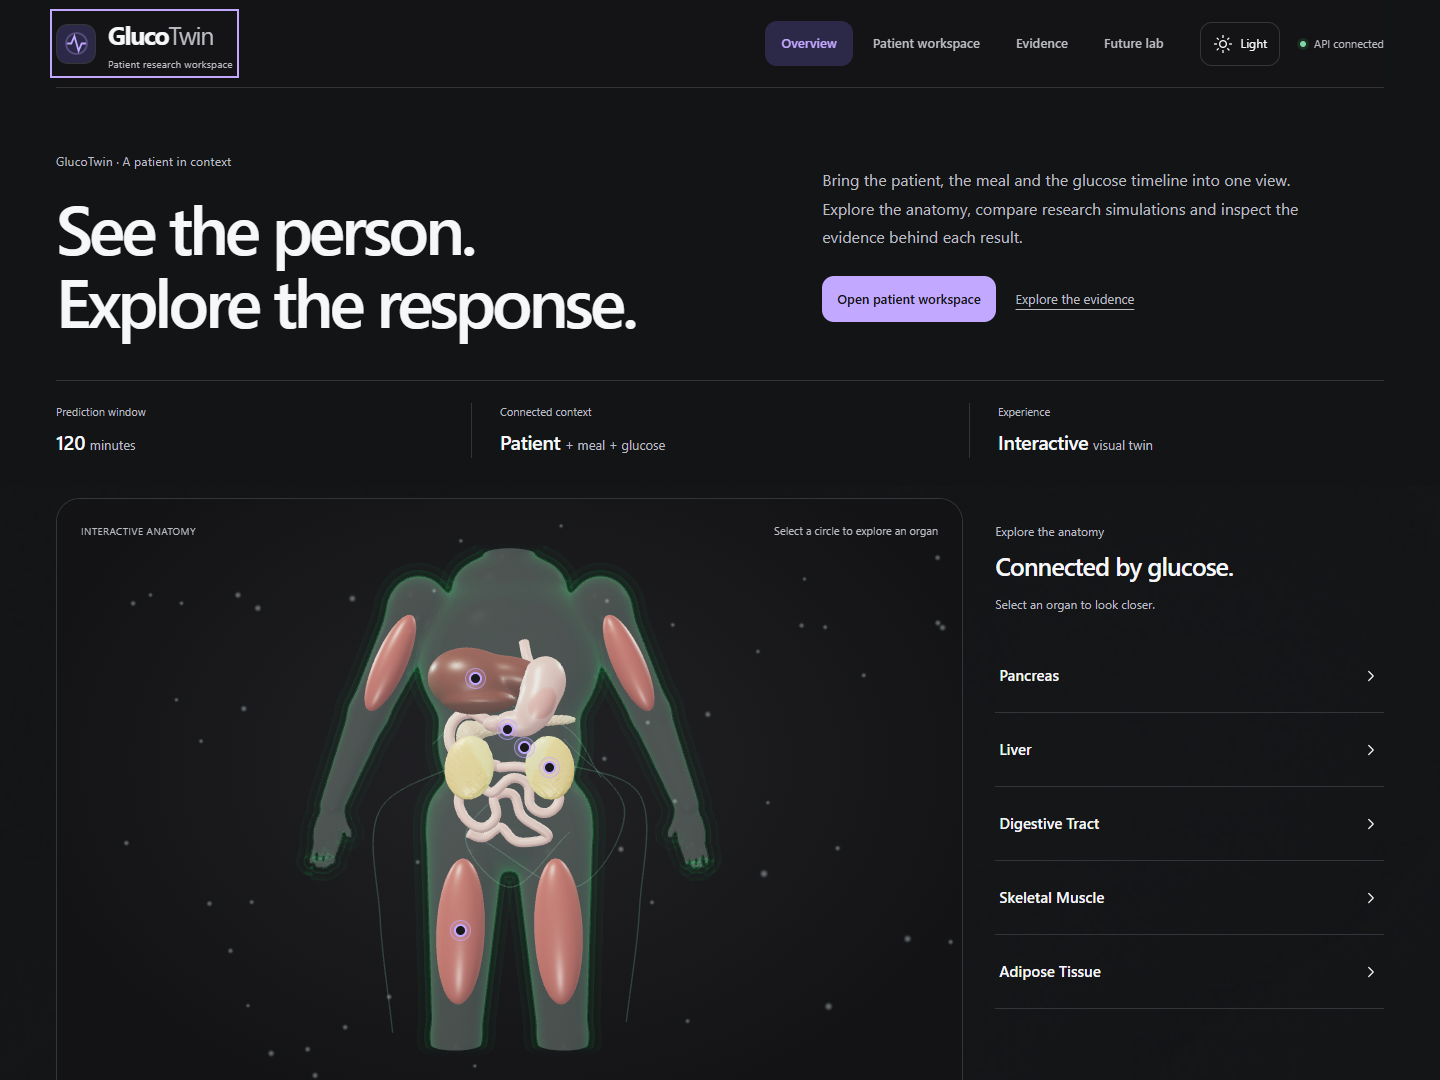 GlucoTwin
Patient research workspace
Overview
Patient workspace
Evidence
Future lab
Light
API connected
GlucoTwin · A patient in context
See the person.
Explore the response.
Bring the patient, the meal and the glucose timeline into one view.
Explore the anatomy, compare research simulations and inspect the
evidence behind each result.
Open patient workspace
Explore the evidence
Prediction window
120 minutes
Connected context
Patient + meal + glucose
Experience
Interactive visual twin
INTERACTIVE ANATOMY
Select a circle to explore an organ
Explore the anatomy
Connected by glucose.
Select an organ to look closer.
Pancreas
Liver
Digestive Tract
Skeletal Muscle
Adipose Tissue